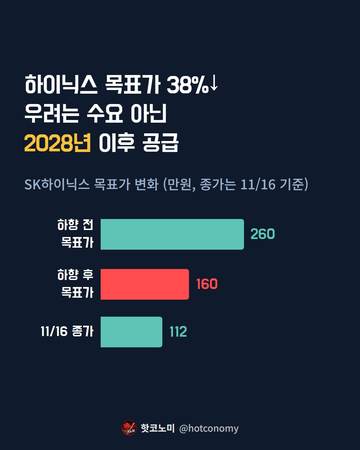 하이닉스 목표가 38%↓
우려는 수요 아닌
2028년 이후 공급
SK하이닉스 목표가 변화 (만원, 종가는 11/16 기준)
하향 전
목표가
260
하향 후
목표가
160
11/16 종가
112
핫코노미 @hotconomy